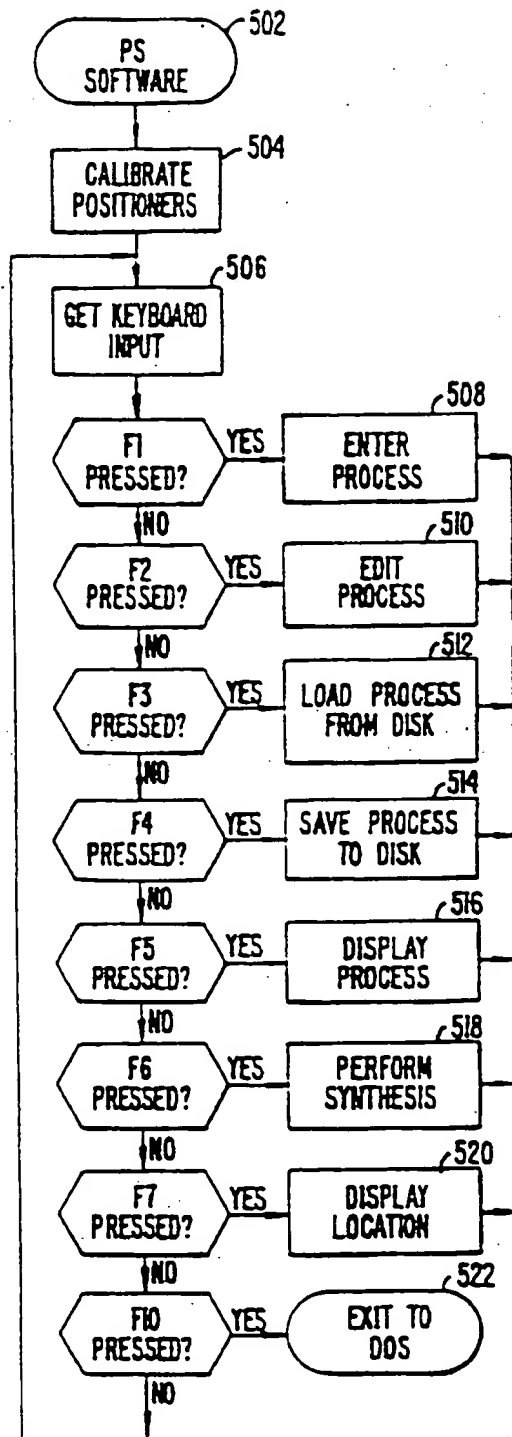 502
PS
SOFTWARE
504
CALIBRATE
POSITIONERS
506
GET KEYBOARD
INPUT
508
F1
PRESSED?
YES
ENTER
PROCESS
NO
510
F2
PRESSED?
YES
EDIT
PROCESS
NO
512
F3
PRESSED?
YES
LOAD PROCESS
FROM DISK
NO
514
F4
PRESSED?
YES
SAVE PROCESS
TO DISK
NO
516
F5
PRESSED?
YES
DISPLAY
PROCESS
NO
518
F6
PRESSED?
YES
PERFORM
SYNTHESIS
NO
520
F7
PRESSED?
YES
DISPLAY
LOCATION
NO
522
F10
PRESSED?
YES
EXIT TO
DOS
NO